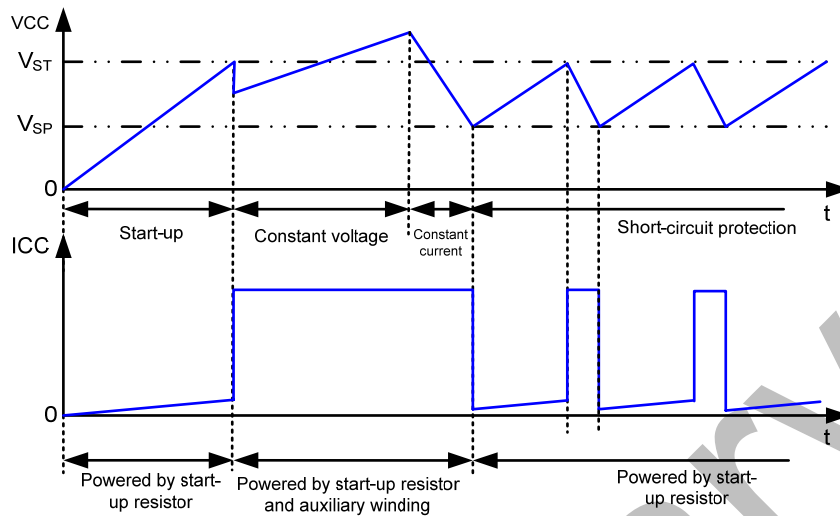 VCC
VST
VSP
0
t
Start-up
Constant voltage
Constant
current
Short-circuit protection
ICC
0
t
Powered by start-
up resistor
Powered by start-up resistor
and auxiliary winding
Powered by start-
up resistor